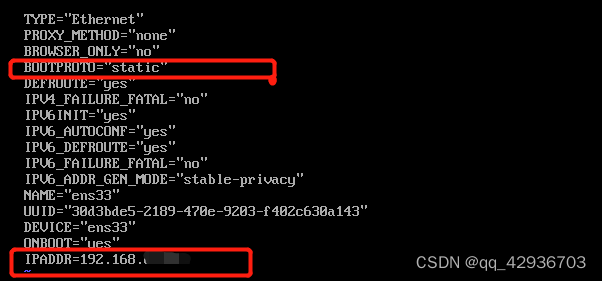 TYPE="Ethernet"
PROXY_METHOD="none"
BROWSER_ONLY="no"
BOOTPROTO="static"
DEFROUTE="yes"
IPV4_FAILURE_FATAL="no"
IPV6INIT="yes"
IPV6_AUTOCONF="yes"
IPV6_DEFROUTE="yes"
IPV6_FAILURE_FATAL="no"
IPV6_ADDR_GEN_MODE="stable-privacy"
NAME="ens33"
UUID="30d3bde5-2189-470e-9203-f402c630a143"
DEVICE="ens33"
ONBOOT="yes"
IPADDR=192.168.
~
CSDN @qq_42936703